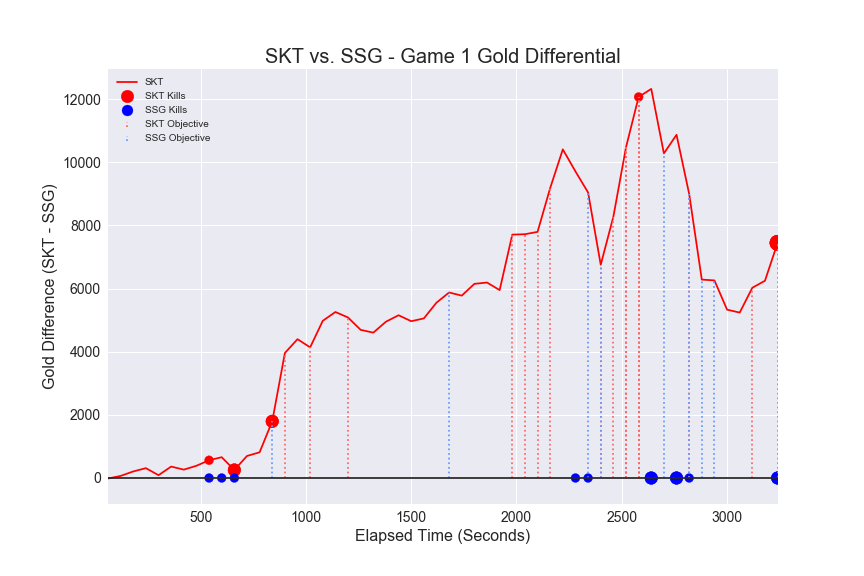 SKT vs. SSG - Game 1 Gold Differential
SKT
SKT Kills
SSG Kills
SKT Objective
SSG Objective
12000
10000
8000
6000
4000
2000
0
Gold Difference (SKT - SSG)
500 1000 1500 2000 2500 3000
Elapsed Time (Seconds)